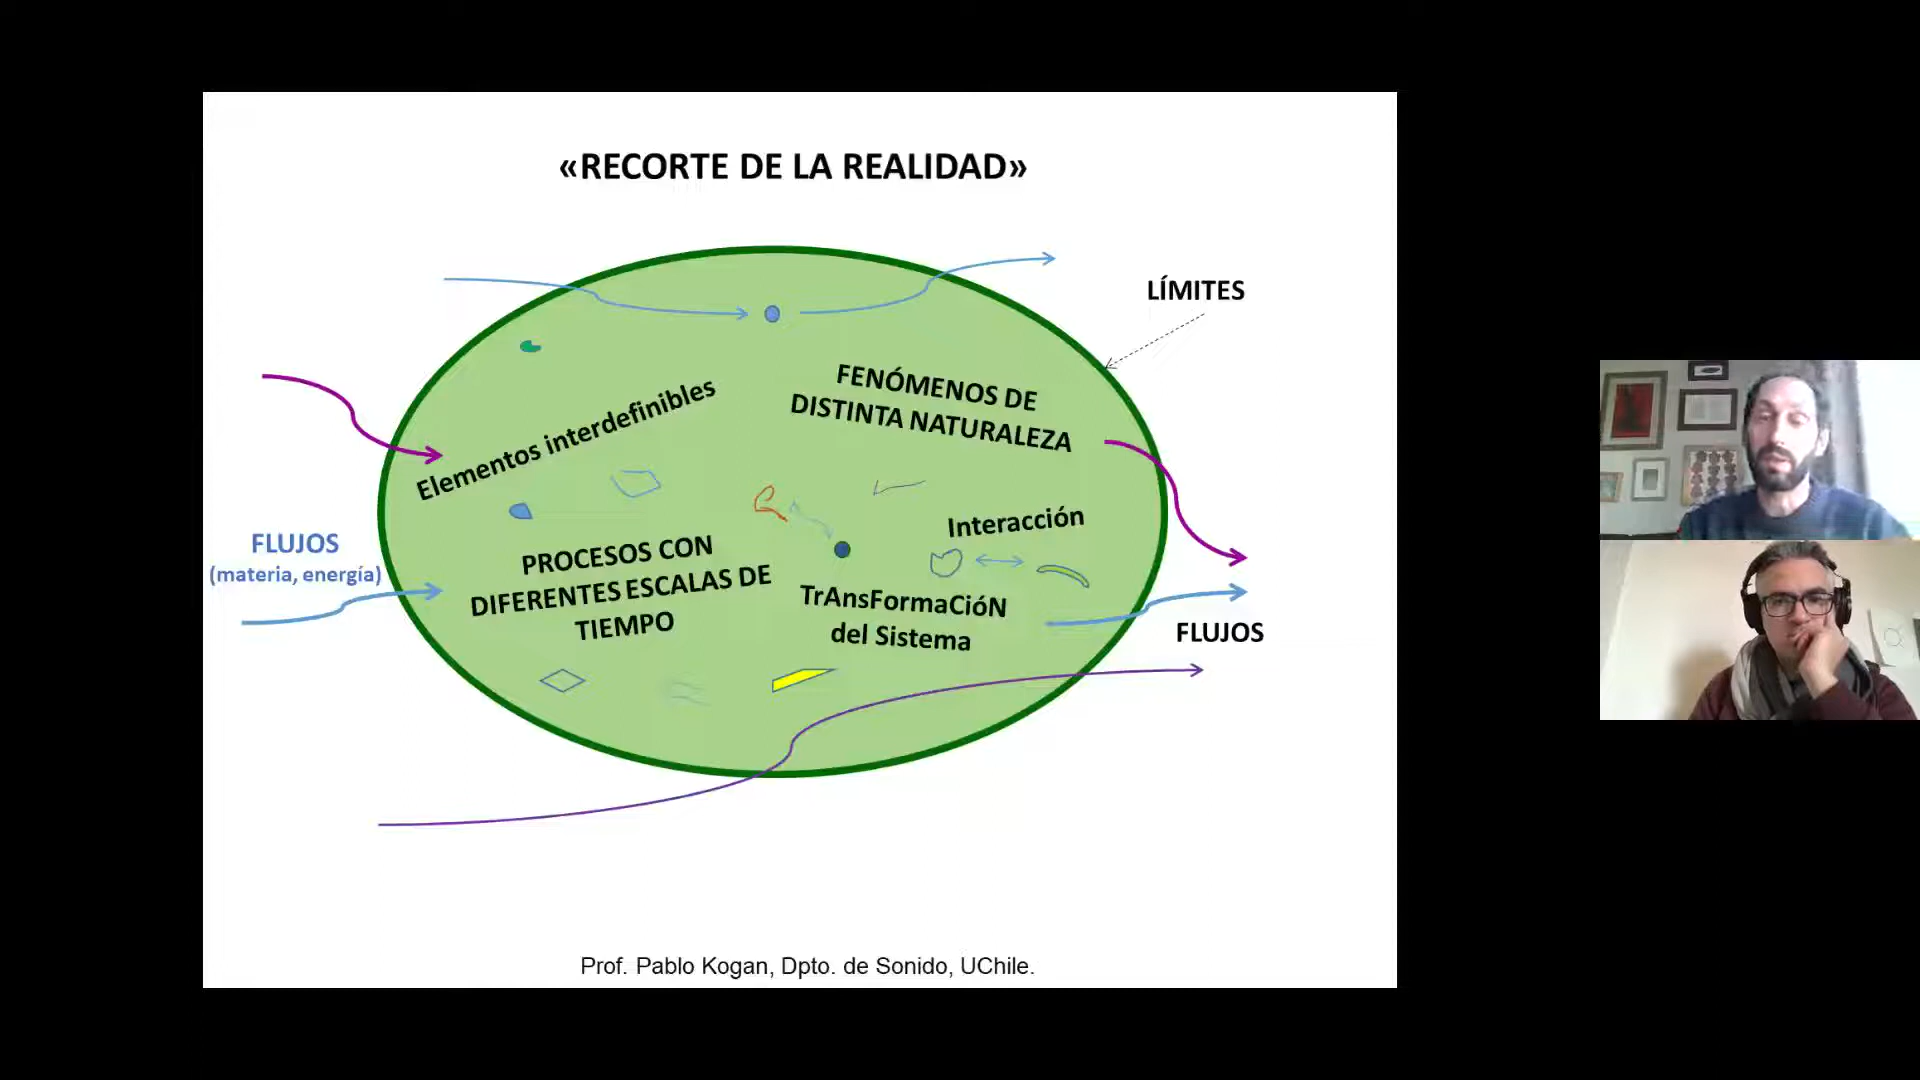 «RECORTE DE LA REALIDAD»
LÍMITES
FENÓMENOS DE
DISTINTA NATURALEZA
Elementos interdefinibles
Interacción
FLUJOS
(materia, energía)
PROCESOS CON
DIFERENTES ESCALAS DE
TIEMPO
TrAnsFormaCióN
del Sistema
FLUJOS
Prof. Pablo Kogan, Dpto. de Sonido, UChile.